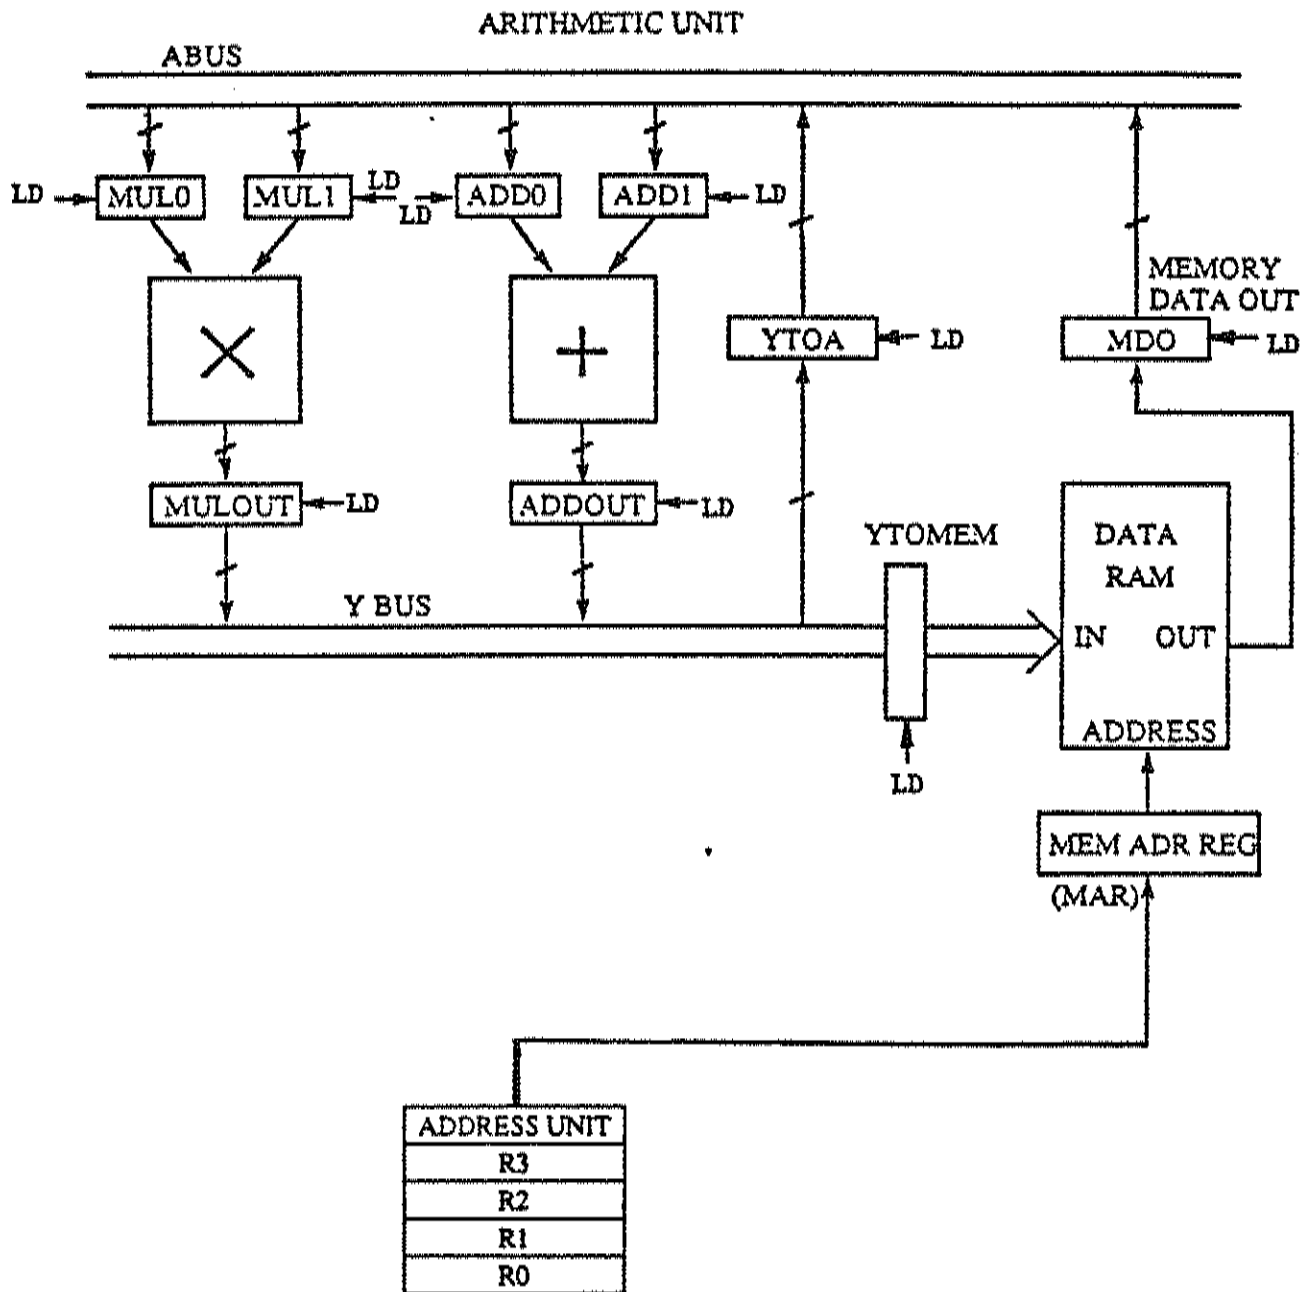 ARITHMETIC UNIT
ABUS
LD
MUL0
MUL1
LD
LD
ADD0
ADD1
LD
MEMORY
DATA OUT
YTOA
LD
MDO
LD
MULOUT
LD
ADDOUT
LD
YTOMEM
DATA
RAM
Y BUS
IN OUT
ADDRESS
LD
MEM ADR REG
(MAR)
ADDRESS UNIT
R3
R2
R1
R0